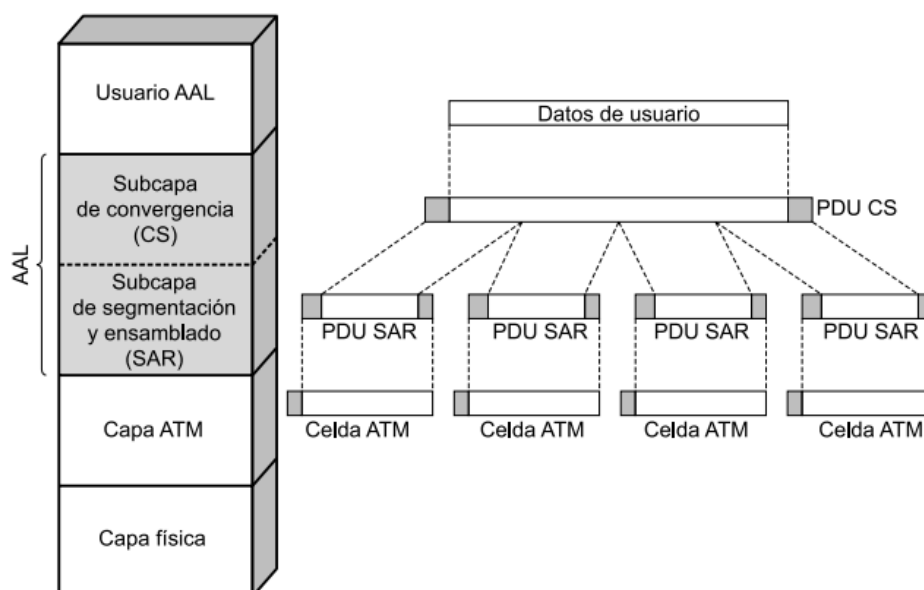 Usuario AAL
AAL
Subcapa
de convergencia
(CS)
Subcapa
de segmentación
y ensamblado
(SAR)
Capa ATM
Capa física
Datos de usuario
PDU CS
PDU SAR
PDU SAR
PDU SAR
PDU SAR
Celda ATM
Celda ATM
Celda ATM
Celda ATM